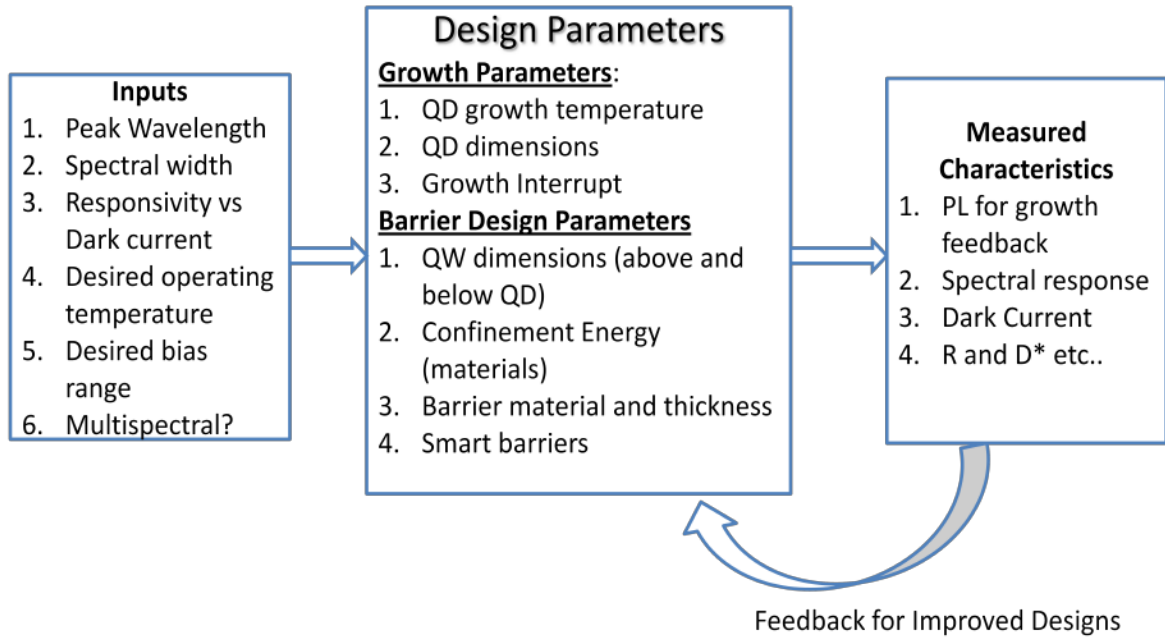 Inputs
1. Peak Wavelength
2. Spectral width
3. Responsivity vs
Dark current
4. Desired operating
temperature
5. Desired bias
range
6. Multispectral?
Design Parameters
Growth Parameters:
1. QD growth temperature
2. QD dimensions
3. Growth Interrupt
Barrier Design Parameters
1. QW dimensions (above and
below QD)
2. Confinement Energy
(materials)
3. Barrier material and thickness
4. Smart barriers
Measured
Characteristics
1. PL for growth
feedback
2. Spectral response
3. Dark Current
4. R and D* etc..
Feedback for Improved Designs